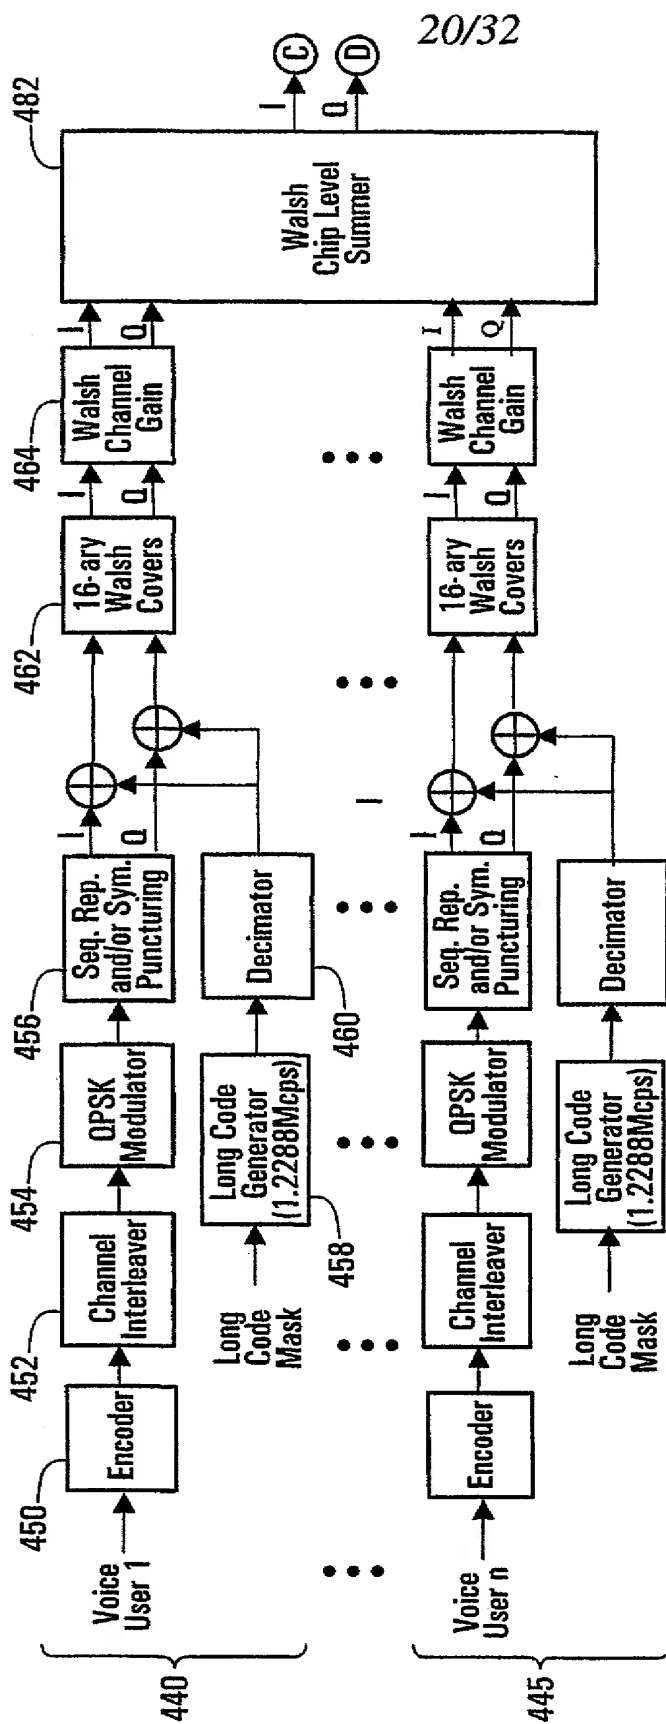 20/32
440
Voice
User 1
450
Encoder
452
Channel
Interleaver
454
QPSK
Modulator
456
Seq. Rep.
and/or Sym.
Puncturing
I
Q
462
16-ary
Walsh
Covers
I
Q
464
Walsh
Channel
Gain
I
Q
482
Walsh
Chip Level
Summer
I
C
Q
D
Long
Code
Mask
458
Long Code
Generator
(1.2288Mcps)
460
Decimator
I
445
Voice
User n
Encoder
Channel
Interleaver
QPSK
Modulator
Seq. Rep.
and/or Sym.
Puncturing
I
Q
16-ary
Walsh
Covers
I
Q
Walsh
Channel
Gain
I
Q
Long
Code
Mask
Long Code
Generator
(1.2288Mcps)
Decimator